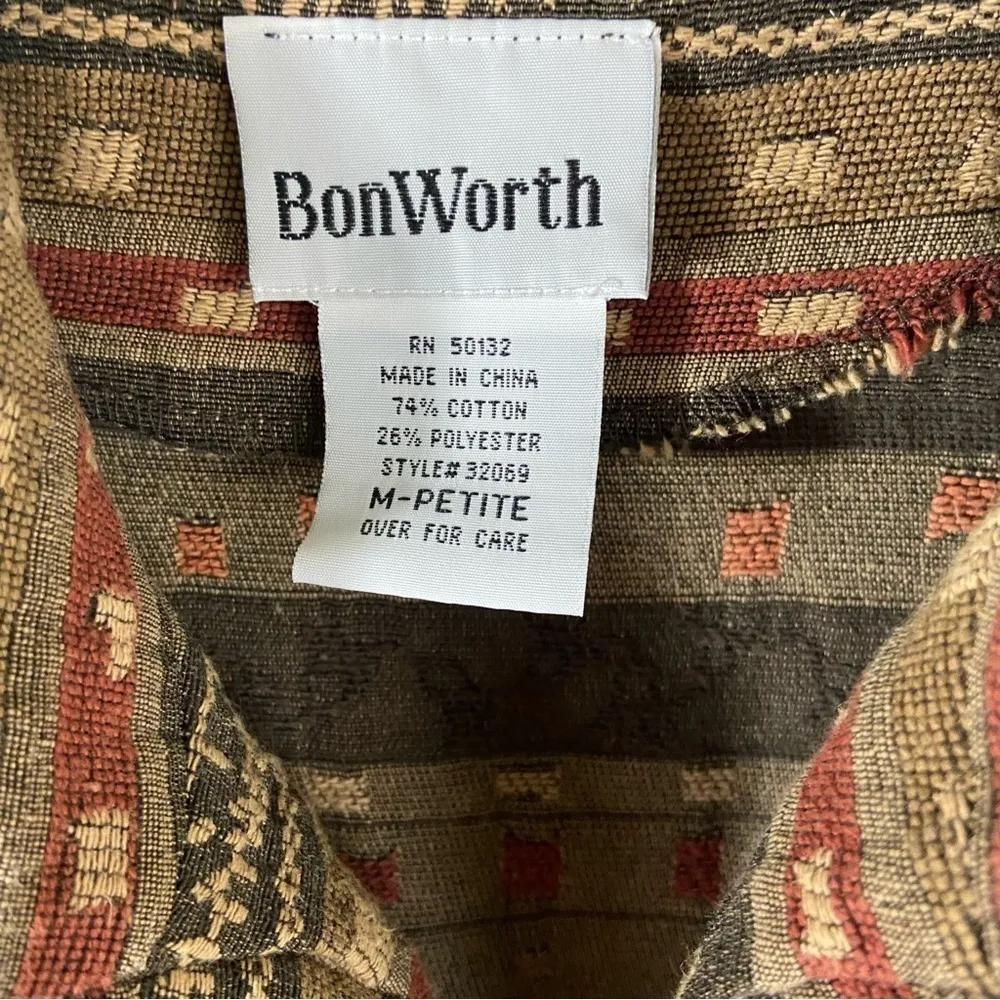 BonWorth
RN 50132
MADE IN CHINA
74% COTTON
26% POLYESTER
STYLE# 32069
M-PETITE
OVER FOR CARE